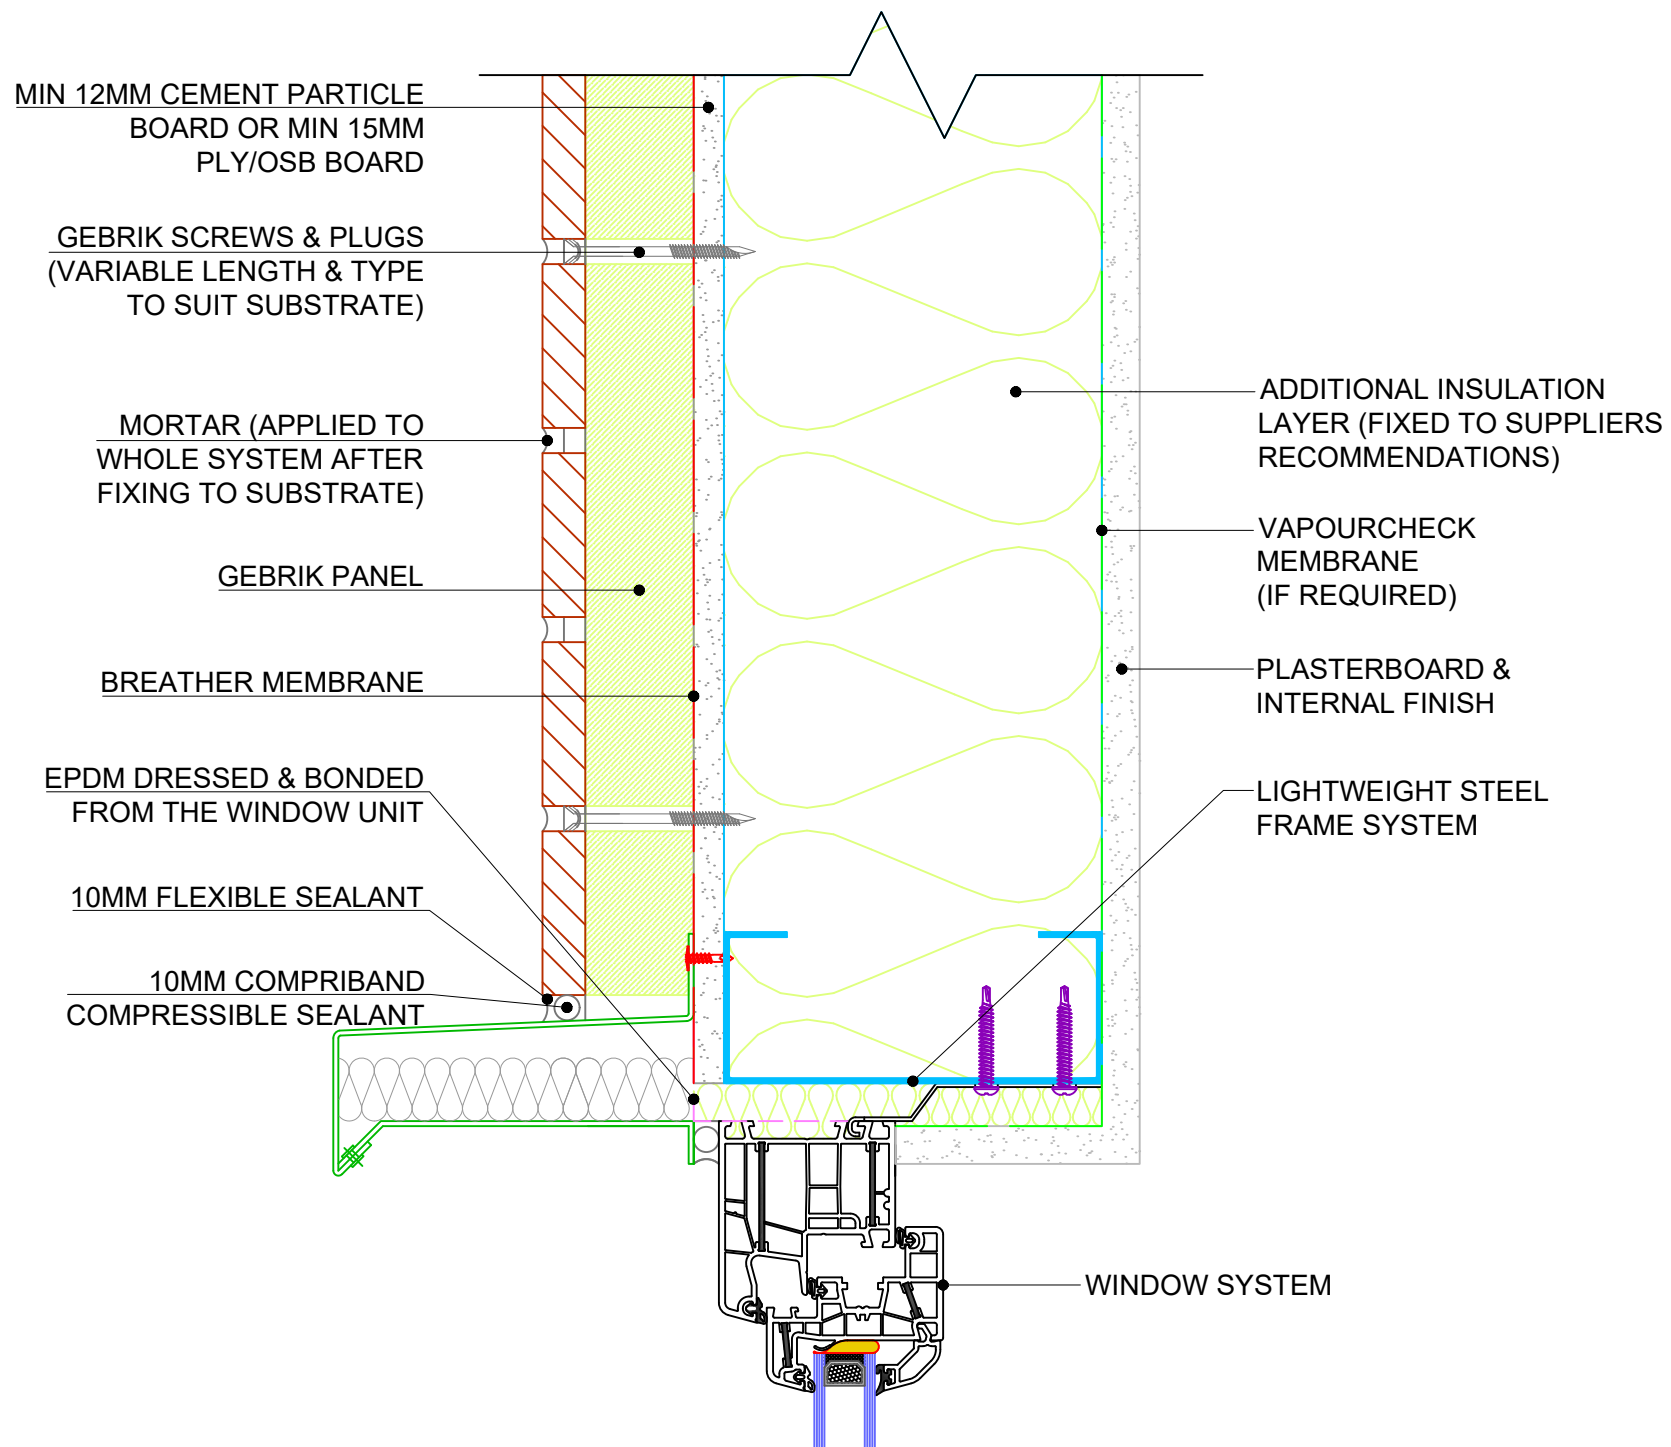 MIN 12MM CEMENT PARTICLE
BOARD OR MIN 15MM
PLY/OSB BOARD
GEBRIK SCREWS & PLUGS
(VARIABLE LENGTH & TYPE
TO SUIT SUBSTRATE)
MORTAR (APPLIED TO
WHOLE SYSTEM AFTER
FIXING TO SUBSTRATE)
GEBRIK PANEL
BREATHER MEMBRANE
EPDM DRESSED & BONDED
FROM THE WINDOW UNIT
10MM FLEXIBLE SEALANT
10MM COMPRIBAND
COMPRESSIBLE SEALANT
ADDITIONAL INSULATION
LAYER (FIXED TO SUPPLIERS
RECOMMENDATIONS)
VAPOURCHECK
MEMBRANE
(IF REQUIRED)
PLASTERBOARD &
INTERNAL FINISH
LIGHTWEIGHT STEEL
FRAME SYSTEM
WINDOW SYSTEM